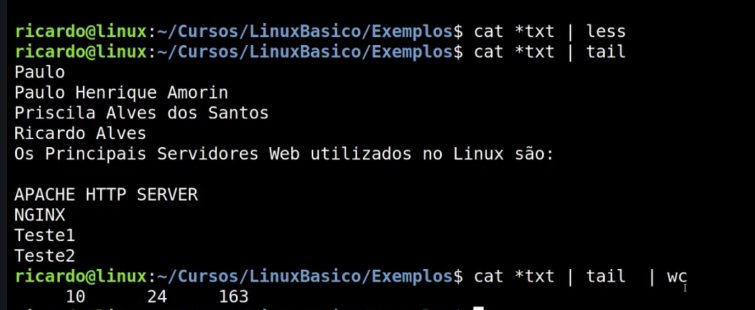 ricardo@linux:~/Cursos/LinuxBasico/Exemplos$ cat *txt | less
ricardo@linux:~/Cursos/LinuxBasico/Exemplos$ cat *txt | tail
Paulo
Paulo Henrique Amorin
Priscila Alves dos Santos
Ricardo Alves
Os Principais Servidores Web utilizados no Linux são:
APACHE HTTP SERVER
NGINX
Teste1
Teste2
ricardo@linux:~/Cursos/LinuxBasico/Exemplos$ cat *txt | tail  | wc
     10      24     163